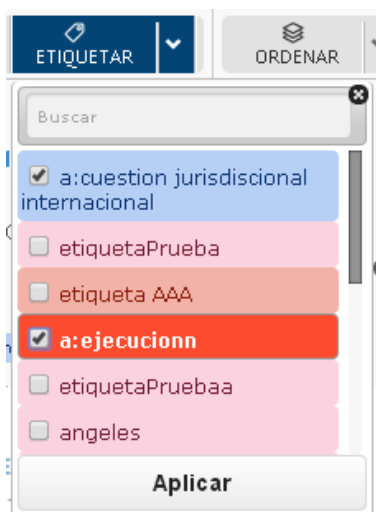 ETIQUETAR
ORDENAR
Buscar
a:cuestion jurisdiscional
internacional
etiquetaPrueba
etiqueta AAA
a:ejecucionn
etiquetaPruebaa
angeles
Aplicar